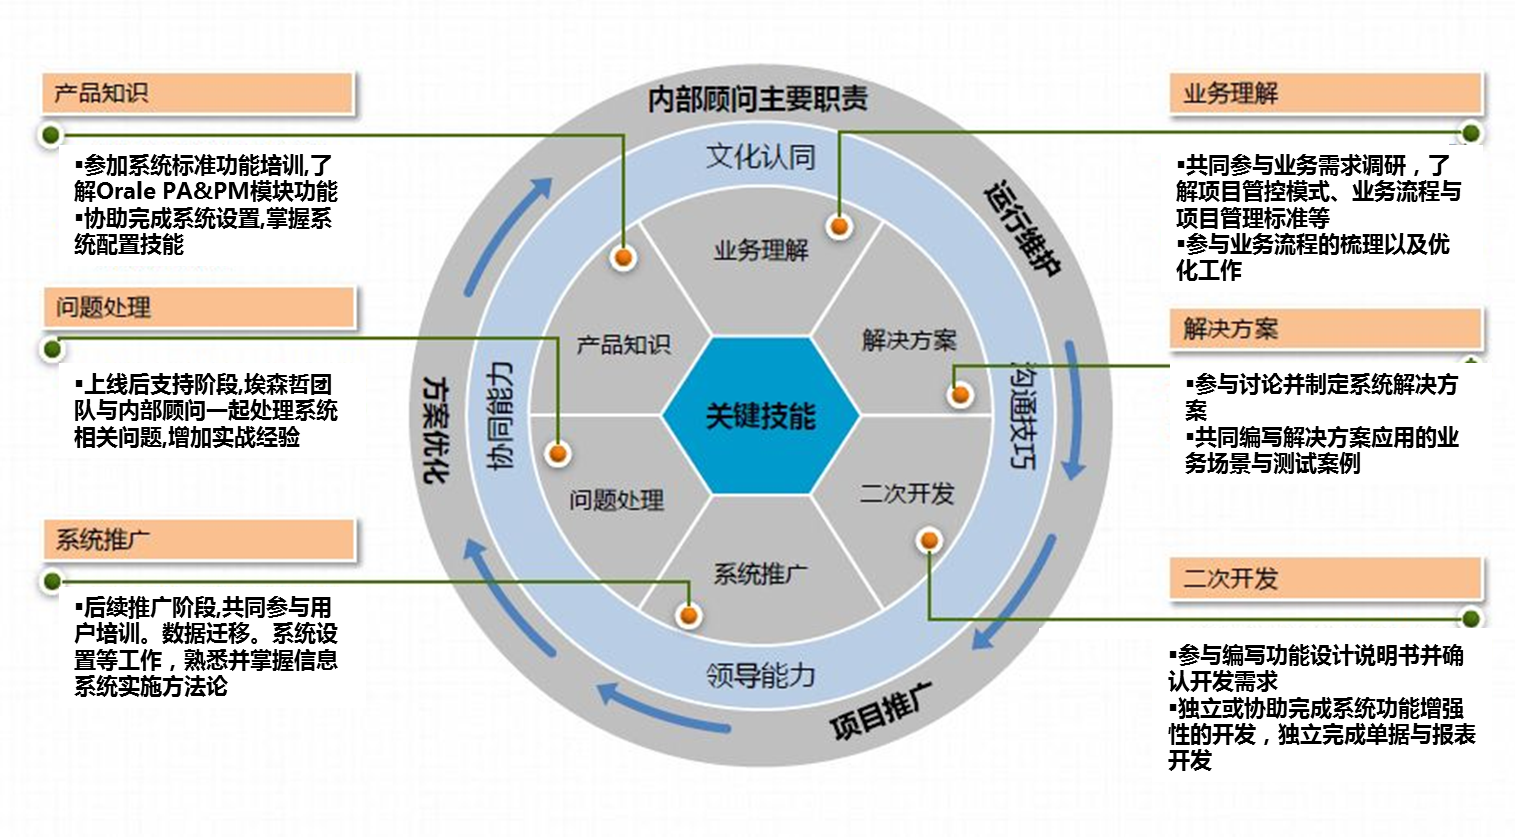 产品知识
▪参加系统标准功能培训,了
解Orale PA&PM模块功能
▪协助完成系统设置,掌握系
统配置技能
问题处理
▪上线后支持阶段,埃森哲团
队与内部顾问一起处理系统
相关问题,增加实战经验
系统推广
▪后续推广阶段,共同参与用
户培训。数据迁移。系统设
置等工作，熟悉并掌握信息
系统实施方法论
内部顾问主要职责
运行维护
项目推广
方案优化
文化认同
沟通技巧
领导能力
协同能力
业务理解
解决方案
二次开发
系统推广
问题处理
产品知识
关键技能
业务理解
▪共同参与业务需求调研，了
解项目管控模式、业务流程与
项目管理标准等
▪参与业务流程的梳理以及优
化工作
解决方案
▪参与讨论并制定系统解决方
案
▪共同编写解决方案应用的业
务场景与测试案例
二次开发
▪参与编写功能设计说明书并确
认开发需求
▪独立或协助完成系统功能增强
性的开发，独立完成单据与报表
开发